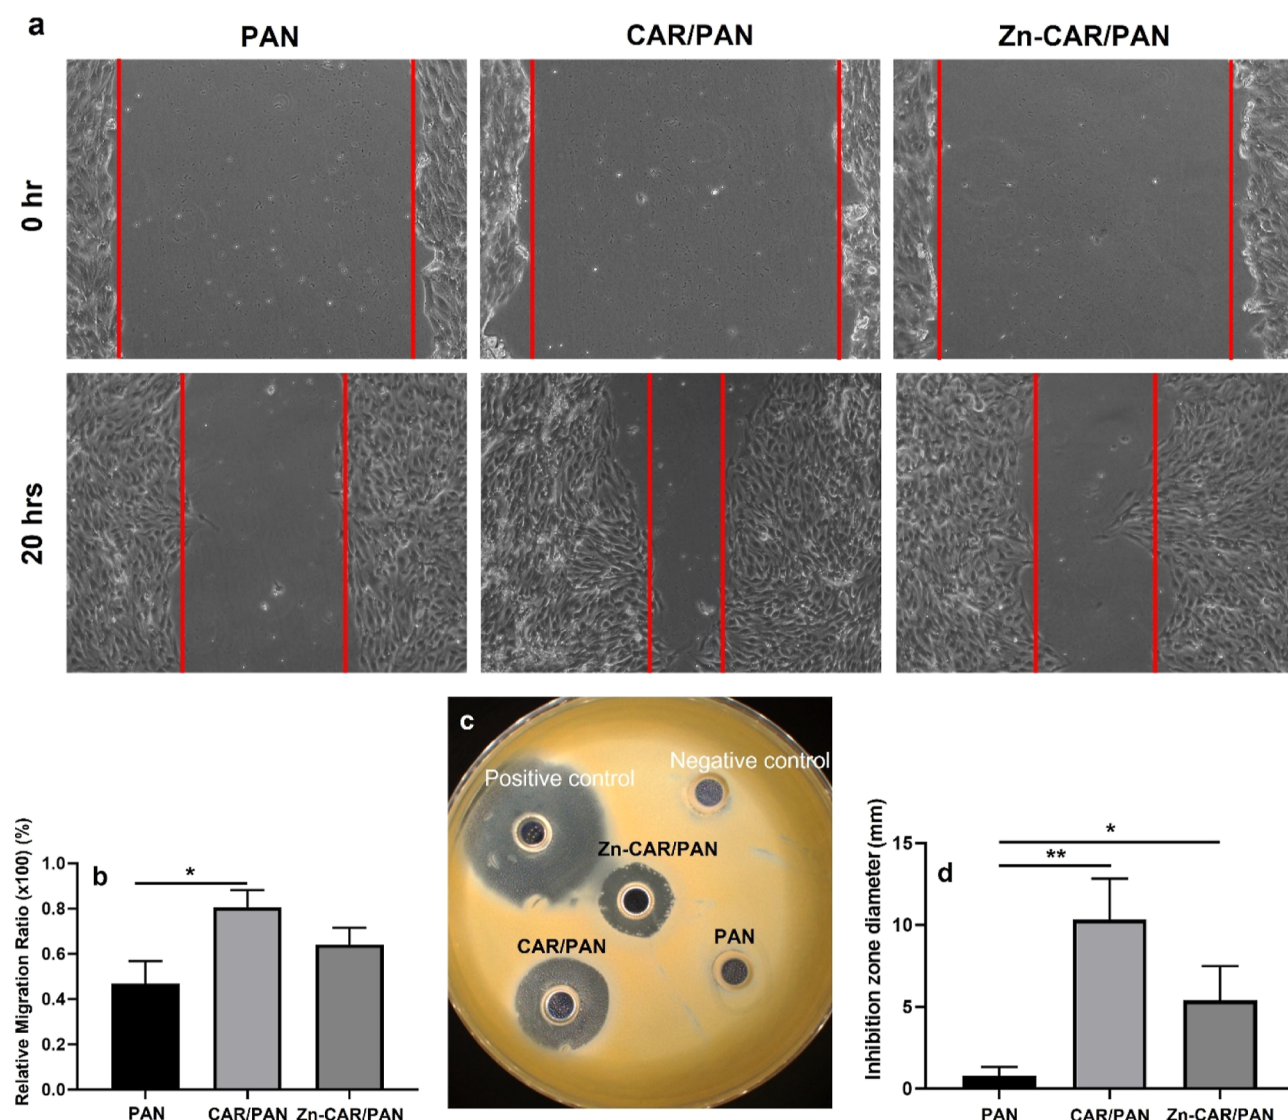 a
PAN CAR/PAN Zn-CAR/PAN
0 hr
20 hrs
b
Relative Migration Ratio (x100) (%)
1.0
0.8
0.6
0.4
0.2
0.0
*
PAN CAR/PAN Zn-CAR/PAN
c
Positive control
Negative control
Zn-CAR/PAN
CAR/PAN
PAN
d
Inhibition zone diameter (mm)
15
10
5
0
*
**
PAN CAR/PAN Zn-CAR/PAN